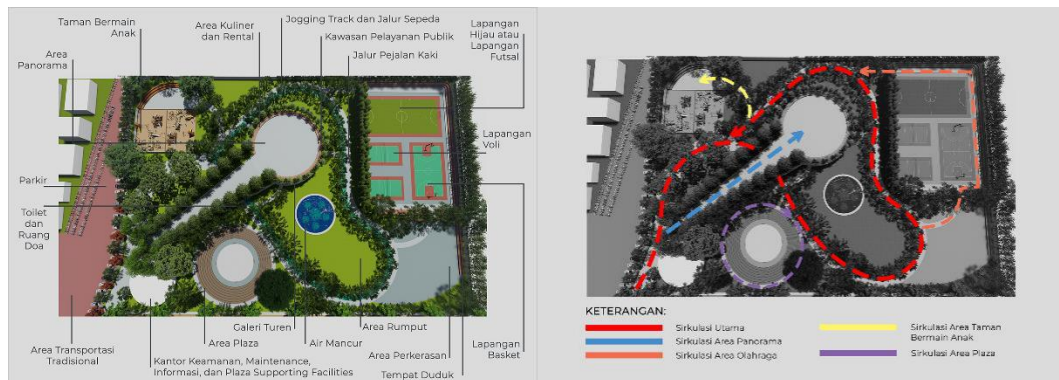 Taman Bermain
Anak
Area Kuliner
dan Rental
Jogging Track dan Jalur Sepeda
Kawasan Pelayanan Publik
Jalur Pejalan Kaki
Lapangan
Hijau atau
Lapangan
Futsal
Area
Panorama
Lapangan
Voli
Parkir
Toilet dan
Ruang
Doa
Area Transportasi
Tradisional
Kantor Keamanan, Maintenance,
Informasi, dan Plaza Supporting Facilities
Area Plaza
Galeri Turen
Air Mancur
Area Rumput
Area Perkerasan
Tempat Duduk
Lapangan
Basket
KETERANGAN:
Sirkulasi Utama
Sirkulasi Area Panorama
Sirkulasi Area Olahraga
Sirkulasi Area Taman
Bermain Anak
Sirkulasi Area Plaza